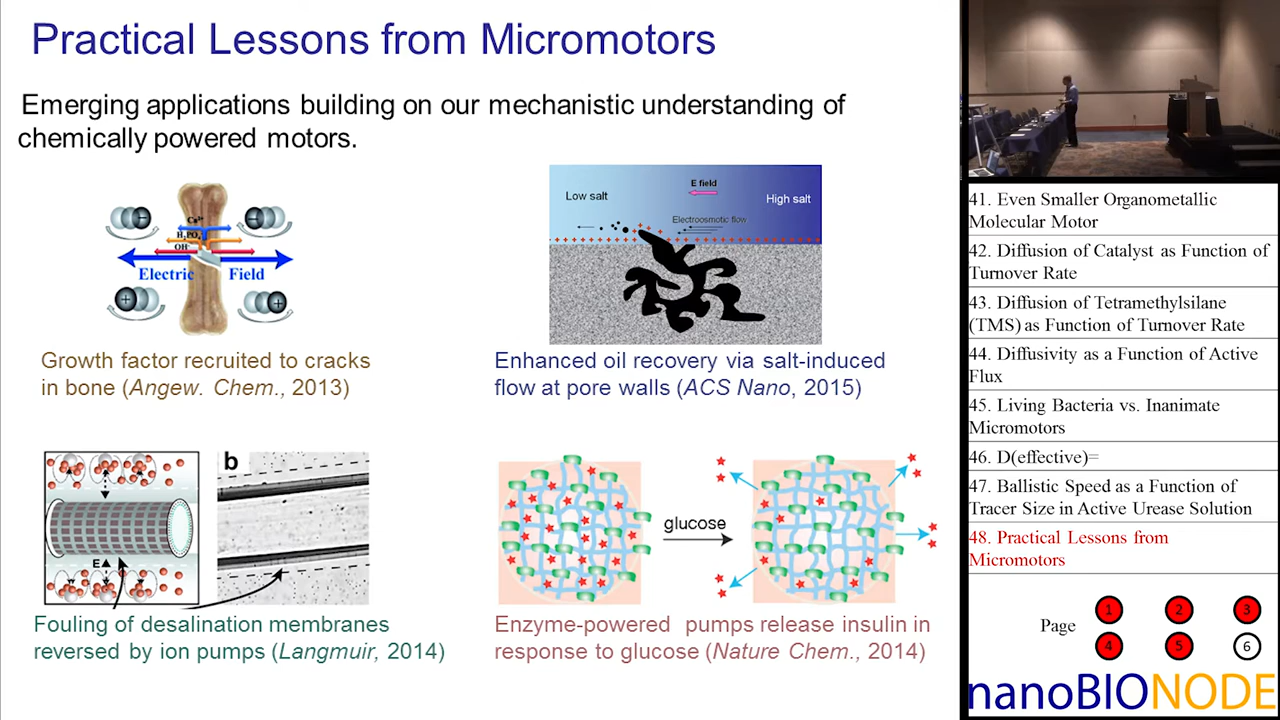 Practical Lessons from Micromotors
Emerging applications building on our mechanistic understanding of
chemically powered motors.
Ca²⁺
H₂PO₄⁻
OH⁻
Electric Field
Growth factor recruited to cracks
in bone (Angew. Chem., 2013)
Low salt
E field
High salt
Electroosmotic flow
Enhanced oil recovery via salt-induced
flow at pore walls (ACS Nano, 2015)
b
E
Fouling of desalination membranes
reversed by ion pumps (Langmuir, 2014)
glucose
Enzyme-powered pumps release insulin in
response to glucose (Nature Chem., 2014)
41. Even Smaller Organometallic
Molecular Motor
42. Diffusion of Catalyst as Function of
Turnover Rate
43. Diffusion of Tetramethylsilane
(TMS) as Function of Turnover Rate
44. Diffusivity as a Function of Active
Flux
45. Living Bacteria vs. Inanimate
Micromotors
46. D(effective)=
47. Ballistic Speed as a Function of
Tracer Size in Active Urease Solution
48. Practical Lessons from
Micromotors
Page
1 2 3
4 5 6
nanoBIONODE